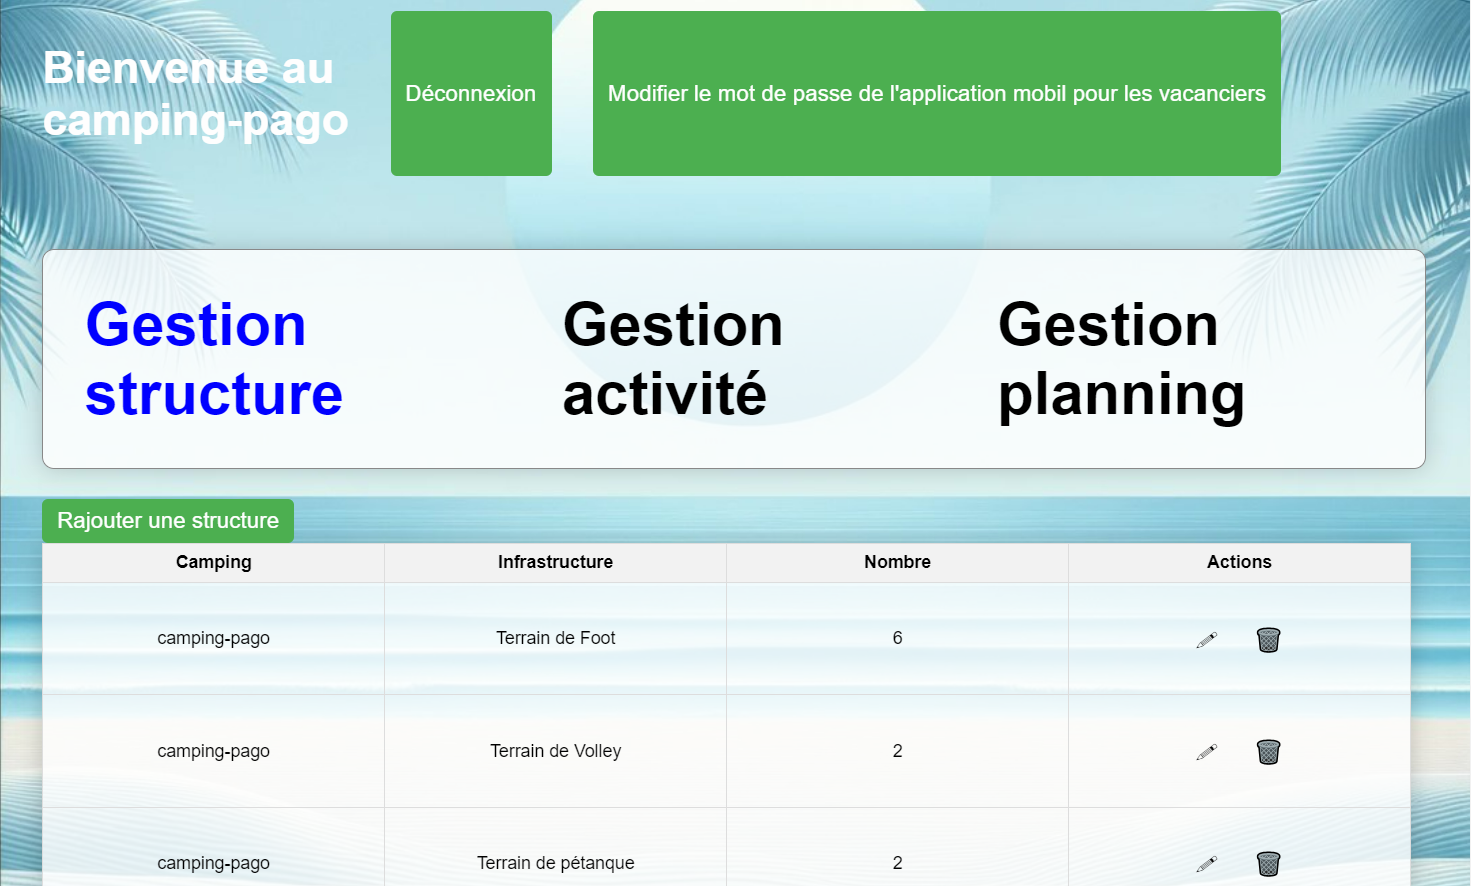 Bienvenue au
camping-pago
Déconnexion
Modifier le mot de passe de l'application mobil pour les vacanciers
Gestion
structure
Gestion
activité
Gestion
planning
Rajouter une structure
Camping Infrastructure Nombre Actions
camping-pago Terrain de Foot 6
camping-pago Terrain de Volley 2
camping-pago Terrain de pétanque 2